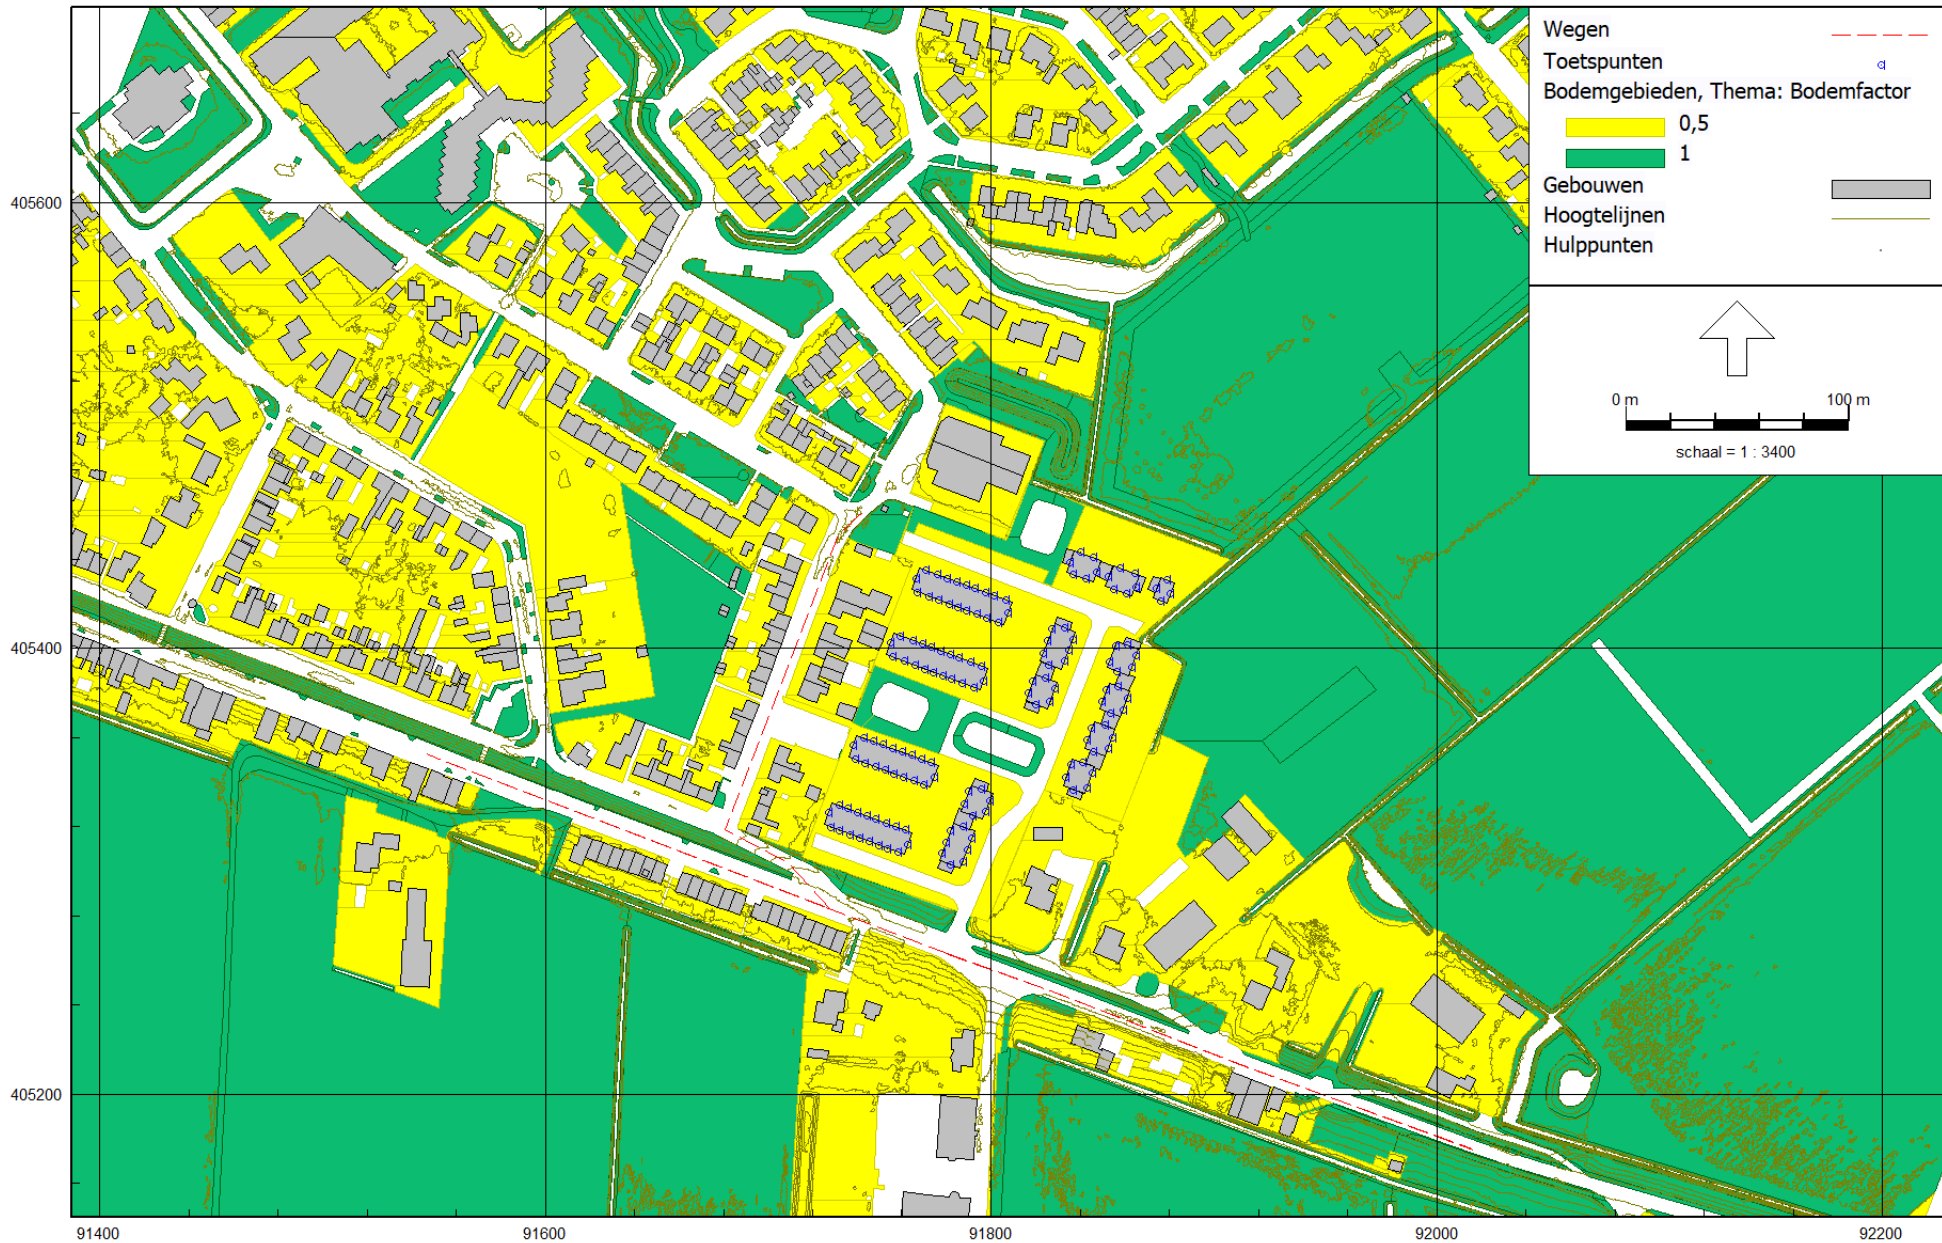 Wegen
Toetspunten
Bodemgebieden, Thema: Bodemfactor
0,5
1
Gebouwen
Hoogtelijnen
Hulppunten
0 m 100 m
schaal = 1 : 3400
405600
405400
405200
91400 91600 91800 92000 92200